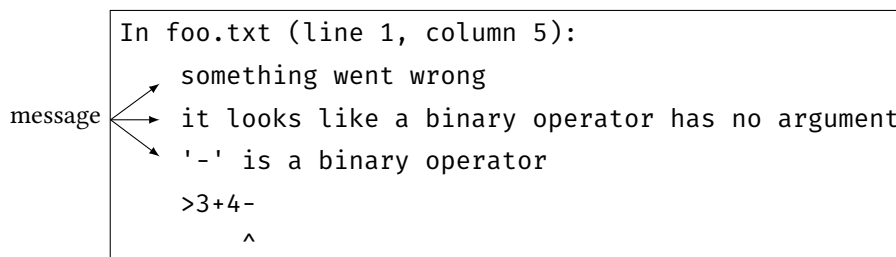 In foo.txt (line 1, column 5):
something went wrong
message
it looks like a binary operator has no argument
'-' is a binary operator
>3+4-
^